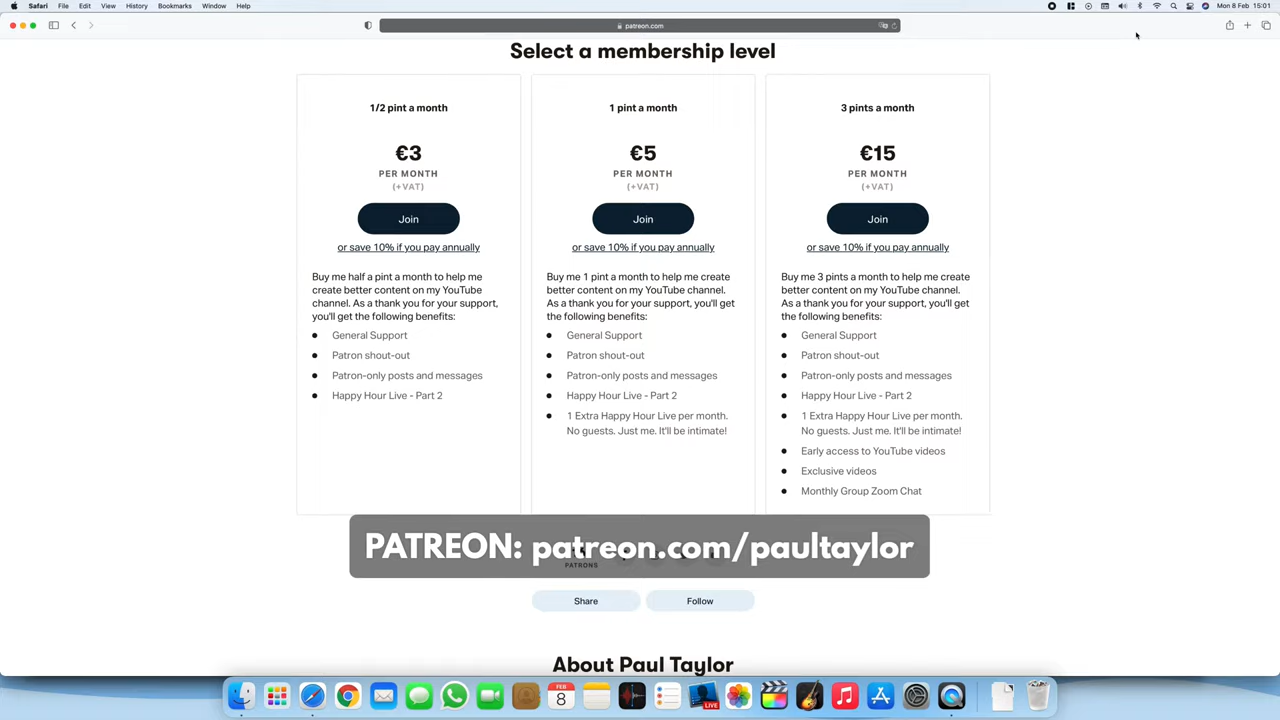 Safari File Edit View History Bookmarks Window Help
Mon 8 Feb 15:01
patreon.com
Select a membership level
1/2 pint a month
€3
PER MONTH
(+VAT)
Join
or save 10% if you pay annually
Buy me half a pint a month to help me
create better content on my YouTube
channel. As a thank you for your support,
you'll get the following benefits:
General Support
Patron shout-out
Patron-only posts and messages
Happy Hour Live - Part 2
1 pint a month
€5
PER MONTH
(+VAT)
Join
or save 10% if you pay annually
Buy me 1 pint a month to help me create
better content on my YouTube channel.
As a thank you for your support, you'll get
the following benefits:
General Support
Patron shout-out
Patron-only posts and messages
Happy Hour Live - Part 2
1 Extra Happy Hour Live per month.
No guests. Just me. It'll be intimate!
3 pints a month
€15
PER MONTH
(+VAT)
Join
or save 10% if you pay annually
Buy me 3 pints a month to help me create
better content on my YouTube channel.
As a thank you for your support, you'll get
the following benefits:
General Support
Patron shout-out
Patron-only posts and messages
Happy Hour Live - Part 2
1 Extra Happy Hour Live per month.
No guests. Just me. It'll be intimate!
Early access to YouTube videos
Exclusive videos
Monthly Group Zoom Chat
PATREON: patreon.com/paultaylor
PATRONS
Share
Follow
About Paul Taylor
FEB
8
LIVE